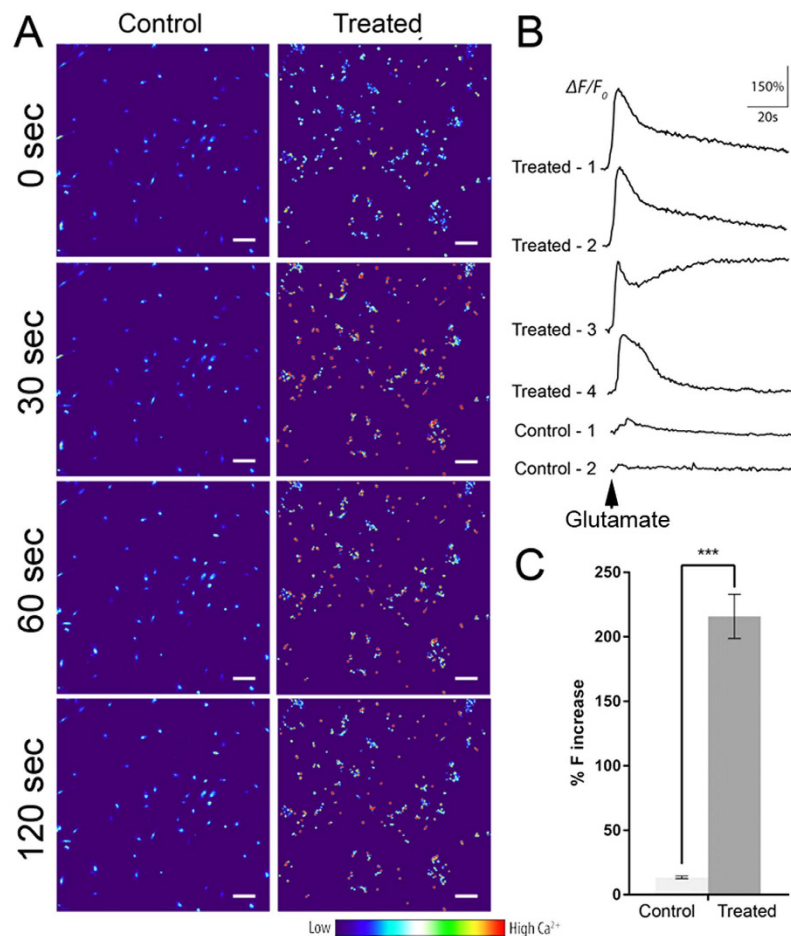 A
Control
Treated
0 sec
30 sec
60 sec
120 sec
Low
High Ca²⁺
B
ΔF/F₀
150%
20s
Treated - 1
Treated - 2
Treated - 3
Treated - 4
Control - 1
Control - 2
Glutamate
C
***
250
200
150
100
50
0
% F increase
Control
Treated